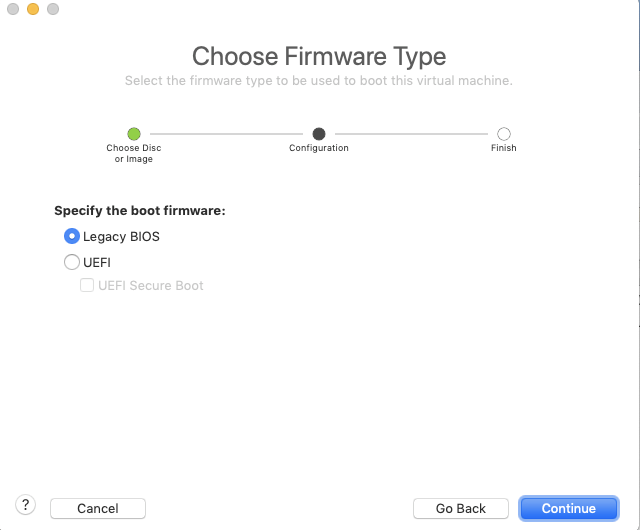 Choose Firmware Type
Select the firmware type to be used to boot this virtual machine.
Choose Disc
or Image
Configuration
Finish
Specify the boot firmware:
Legacy BIOS
UEFI
UEFI Secure Boot
?
Cancel
Go Back
Continue